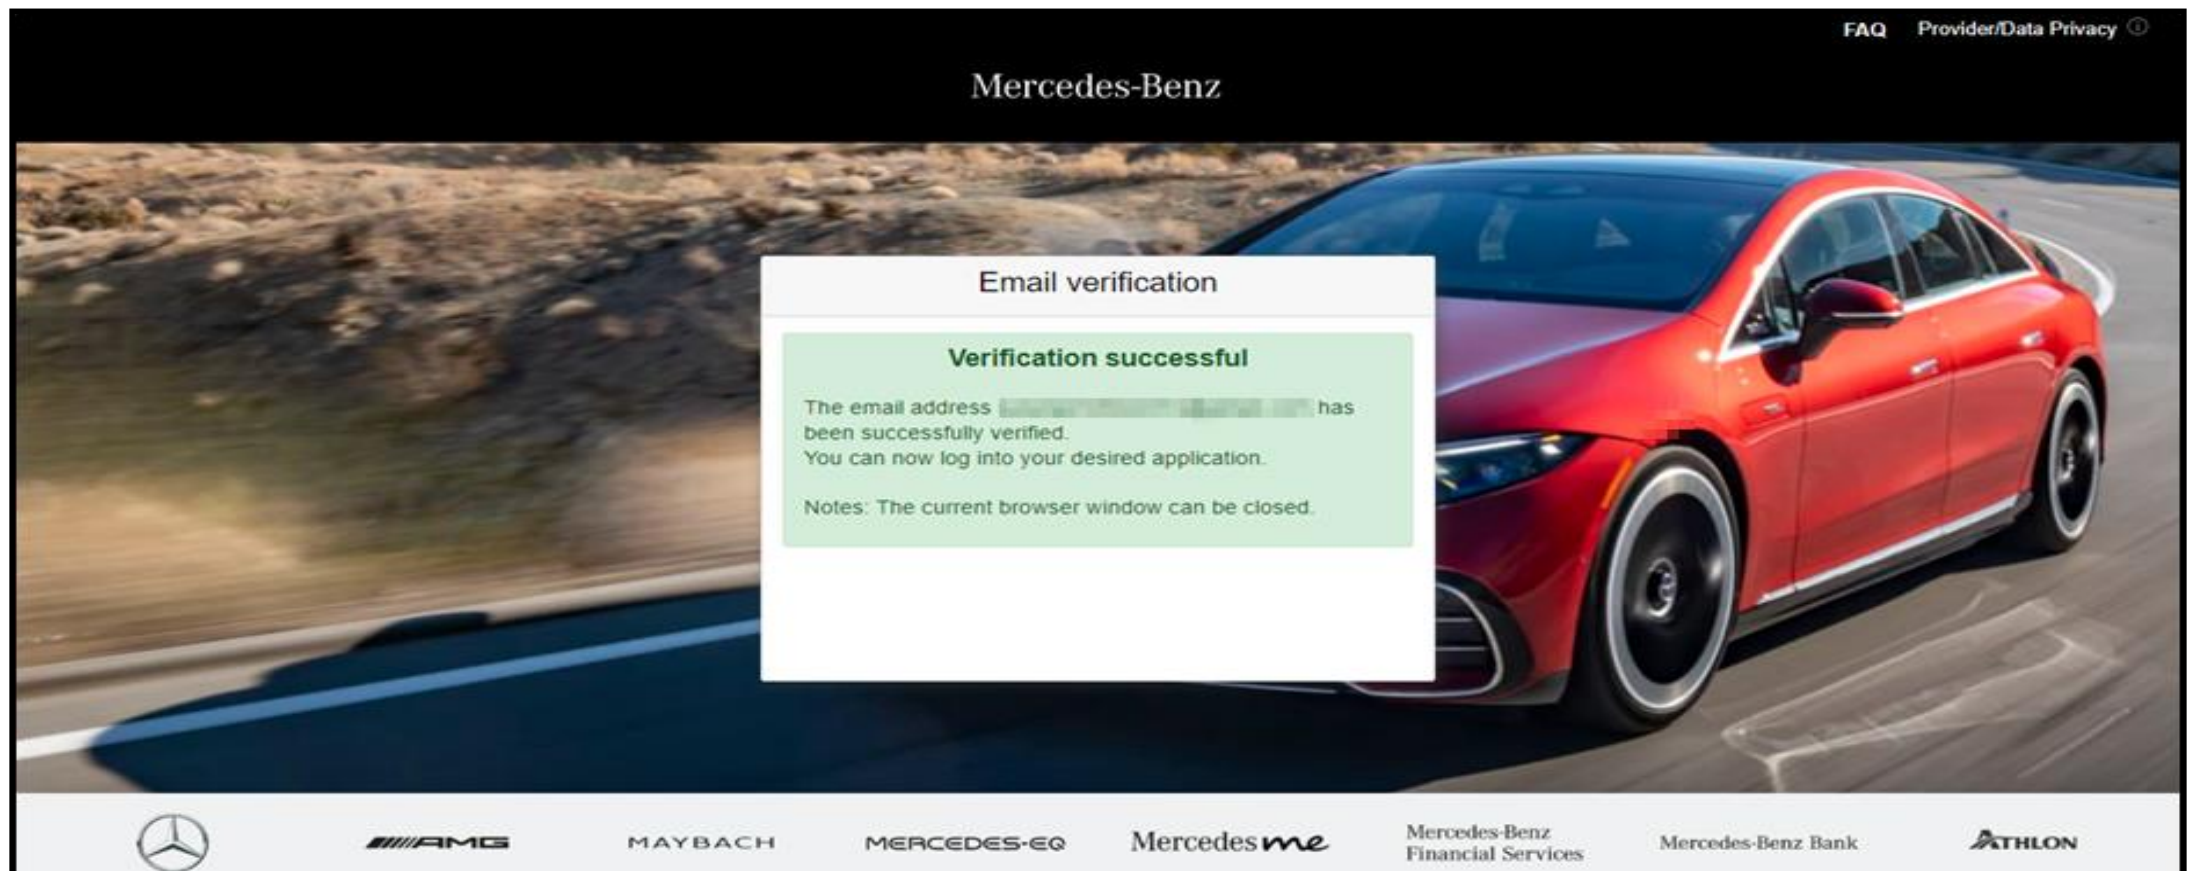 FAQ Provider/Data Privacy
Mercedes-Benz
Email verification
Verification successful
The email address has
been successfully verified.
You can now log into your desired application.
Notes: The current browser window can be closed.
AMG
MAYBACH
MERCEDES-EQ
Mercedes me
Mercedes-Benz
Financial Services
Mercedes-Benz Bank
ATHLON